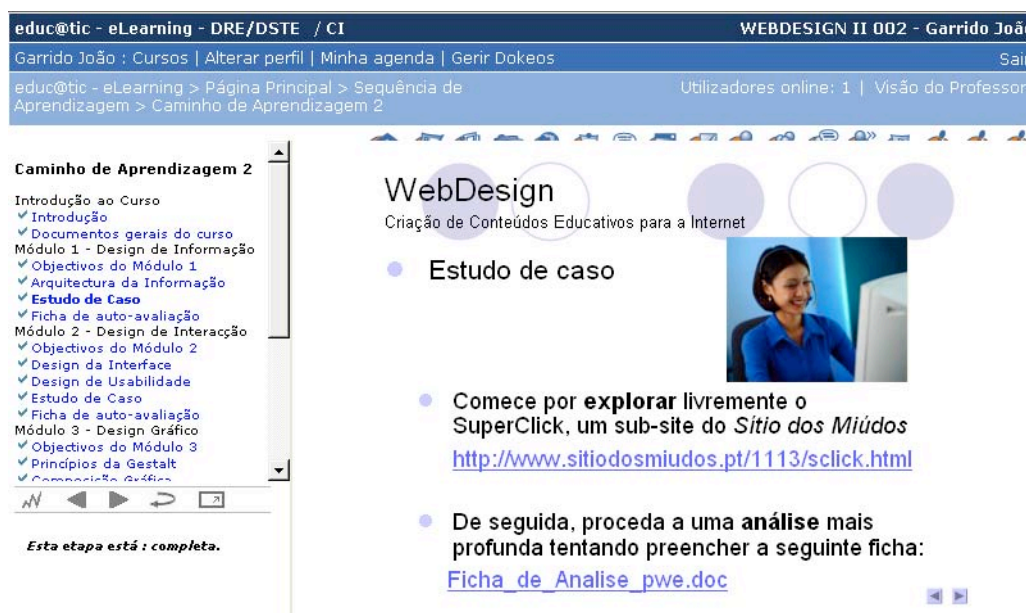 educ@tic - eLearning - DRE/DSTE / CI
WEBDESIGN II 002 - Garrido João
Garrido João : Cursos | Alterar perfil | Minha agenda | Gerir Dokeos
Sair
educ@tic - eLearning > Página Principal > Sequência de
Aprendizagem > Caminho de Aprendizagem 2
Utilizadores online: 1 | Visão do Professor
Caminho de Aprendizagem 2
Introdução ao Curso
Introdução
Documentos gerais do curso
Módulo 1 - Design de Informação
Objectivos do Módulo 1
Arquitectura da Informação
Estudo de Caso
Ficha de auto-avaliação
Módulo 2 - Design de Interacção
Objectivos do Módulo 2
Design da Interface
Design de Usabilidade
Estudo de Caso
Ficha de auto-avaliação
Módulo 3 - Design Gráfico
Objectivos do Módulo 3
Princípios da Gestalt
Composição Gráfica
Esta etapa está : completa.
WebDesign
Criação de Conteúdos Educativos para a Internet
Estudo de caso
Comece por explorar livremente o
SuperClick, um sub-site do Sítio dos Miúdos
http://www.sitiodosmiudos.pt/1113/sclick.html
De seguida, proceda a uma análise mais
profunda tentando preencher a seguinte ficha:
Ficha_de_Analise_pwe.doc